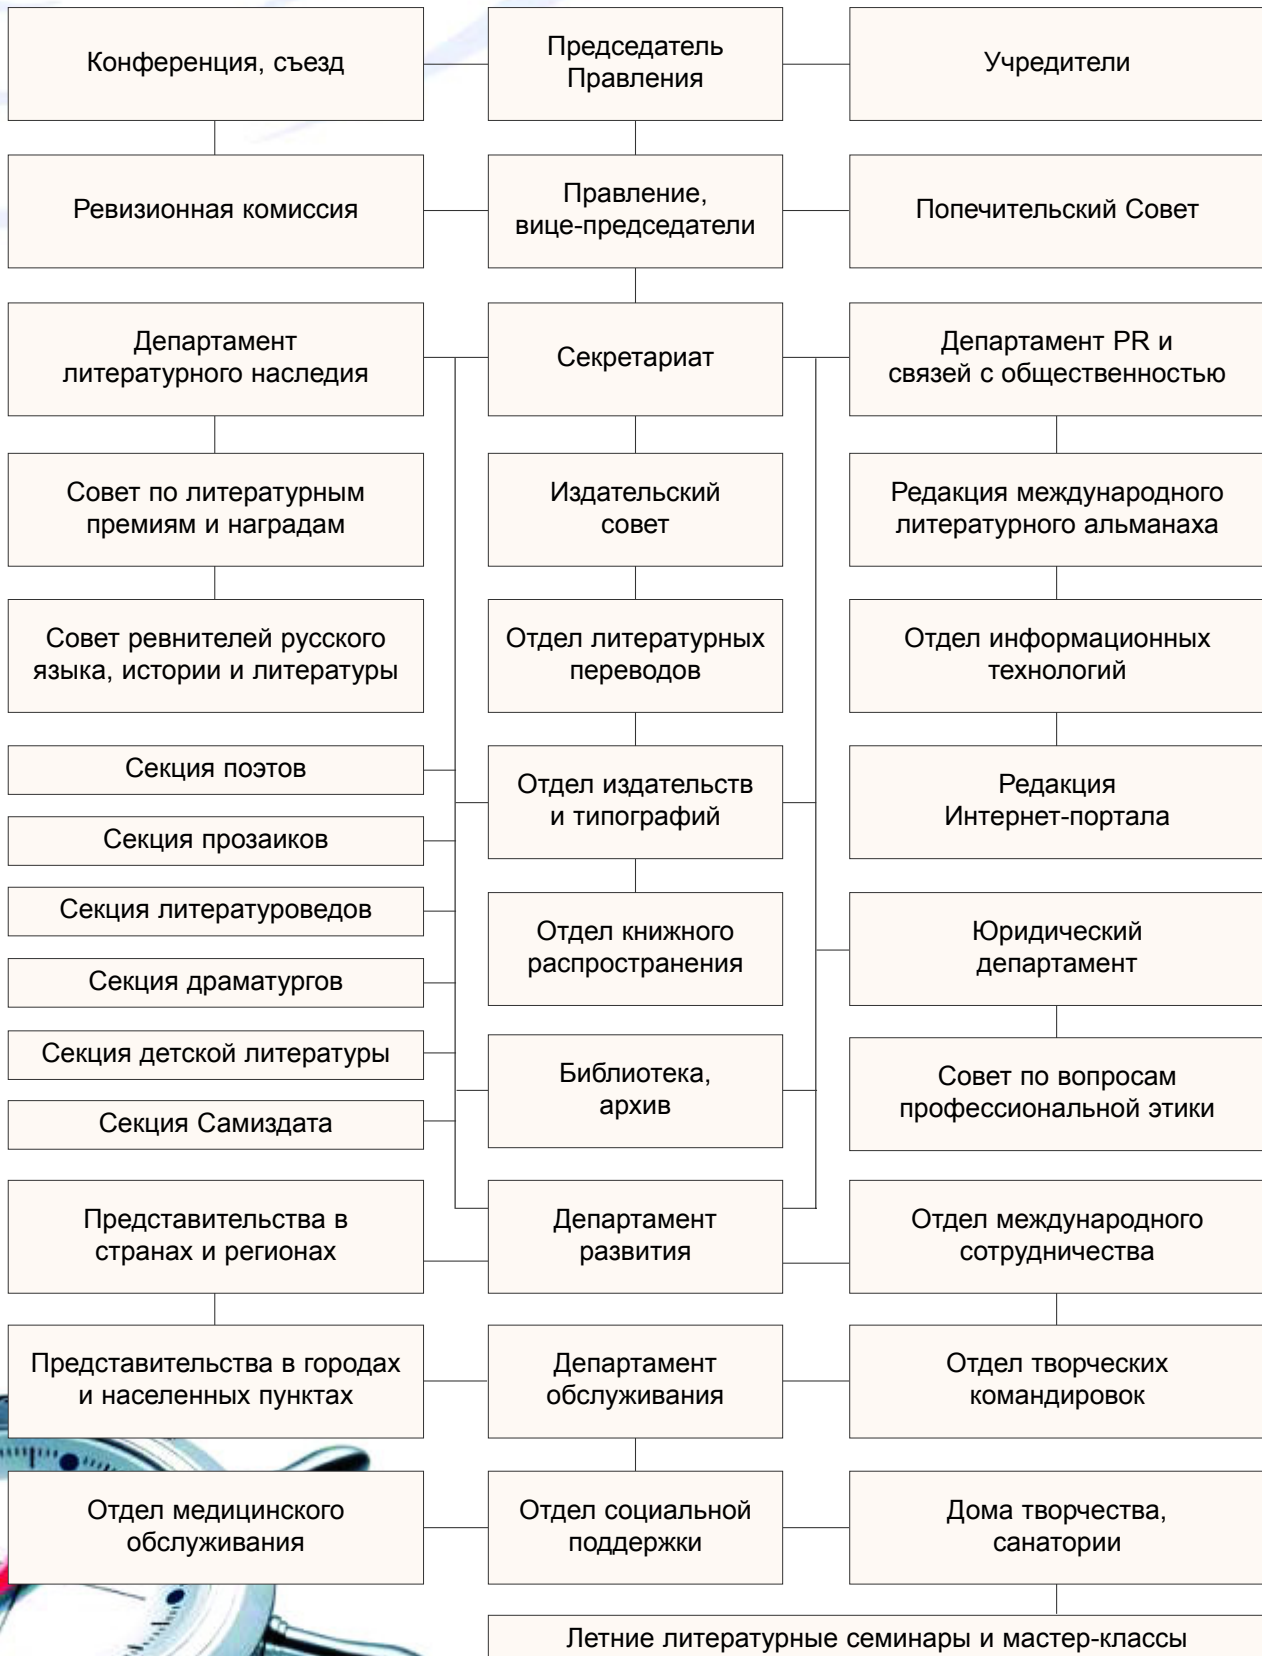 Конференция, съезд
Председатель
Правления
Учредители
Ревизионная комиссия
Правление,
вице-председатели
Попечительский Совет
Департамент
литературного наследия
Секретариат
Департамент PR и
связей с общественностью
Совет по литературным
премиям и наградам
Издательский
совет
Редакция международного
литературного альманаха
Совет ревнителей русского
языка, истории и литературы
Отдел литературных
переводов
Отдел информационных
технологий
Секция поэтов
Секция прозаиков
Отдел издательств
и типографий
Редакция
Интернет-портала
Секция литературоведов
Секция драматургов
Отдел книжного
распространения
Юридический
департамент
Секция детской литературы
Секция Самиздата
Библиотека,
архив
Совет по вопросам
профессиональной этики
Представительства в
странах и регионах
Департамент
развития
Отдел международного
сотрудничества
Представительства в городах
и населенных пунктах
Департамент
обслуживания
Отдел творческих
командировок
Отдел медицинского
обслуживания
Отдел социальной
поддержки
Дома творчества,
санатории
Летние литературные семинары и мастер-классы